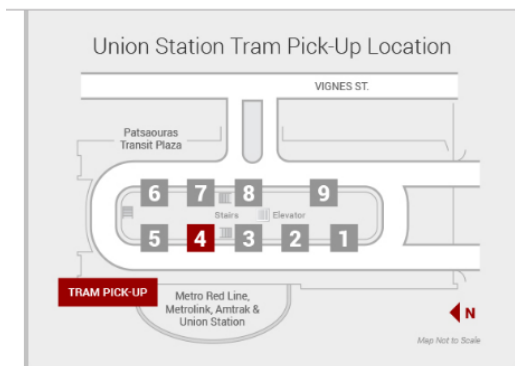 Union Station Tram Pick-Up Location
VIGNES ST.
Patsaouras
Transit Plaza
6 7 8 9
Stairs Elevator
5 4 3 2 1
TRAM PICK-UP
Metro Red Line,
Metrolink, Amtrak &
Union Station
N
Map Not to Scale